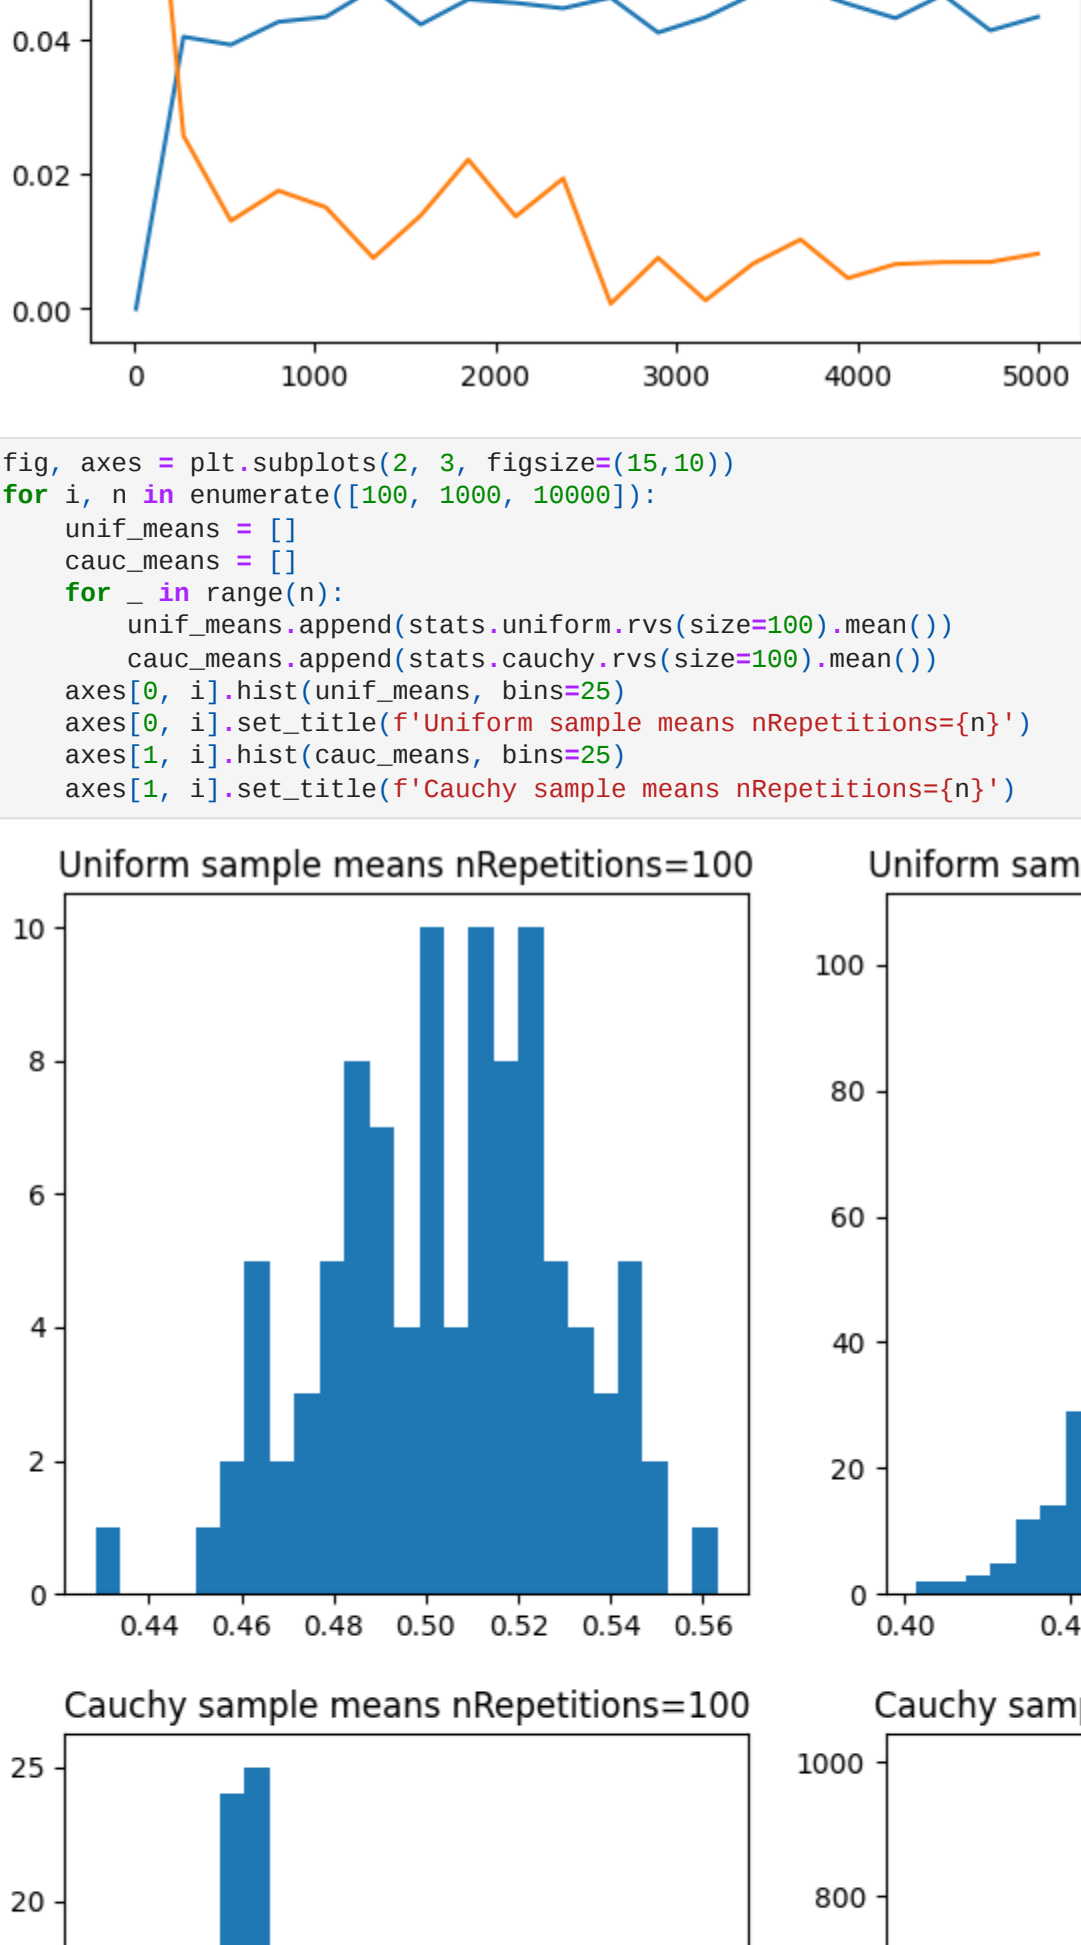 0.04
0.02
0.00
0 1000 2000 3000 4000 5000
fig, axes = plt.subplots(2, 3, figsize=(15,10))
for i, n in enumerate([100, 1000, 10000]):
    unif_means = []
    cauc_means = []
    for _ in range(n):
        unif_means.append(stats.uniform.rvs(size=100).mean())
        cauc_means.append(stats.cauchy.rvs(size=100).mean())
    axes[0, i].hist(unif_means, bins=25)
    axes[0, i].set_title(f'Uniform sample means nRepetitions={n}')
    axes[1, i].hist(cauc_means, bins=25)
    axes[1, i].set_title(f'Cauchy sample means nRepetitions={n}')
Uniform sample means nRepetitions=100
10
8
6
4
2
0
0.44 0.46 0.48 0.50 0.52 0.54 0.56
Uniform sam
100
80
60
40
20
0
0.40 0.4
Cauchy sample means nRepetitions=100
25
20
Cauchy samp
1000
800